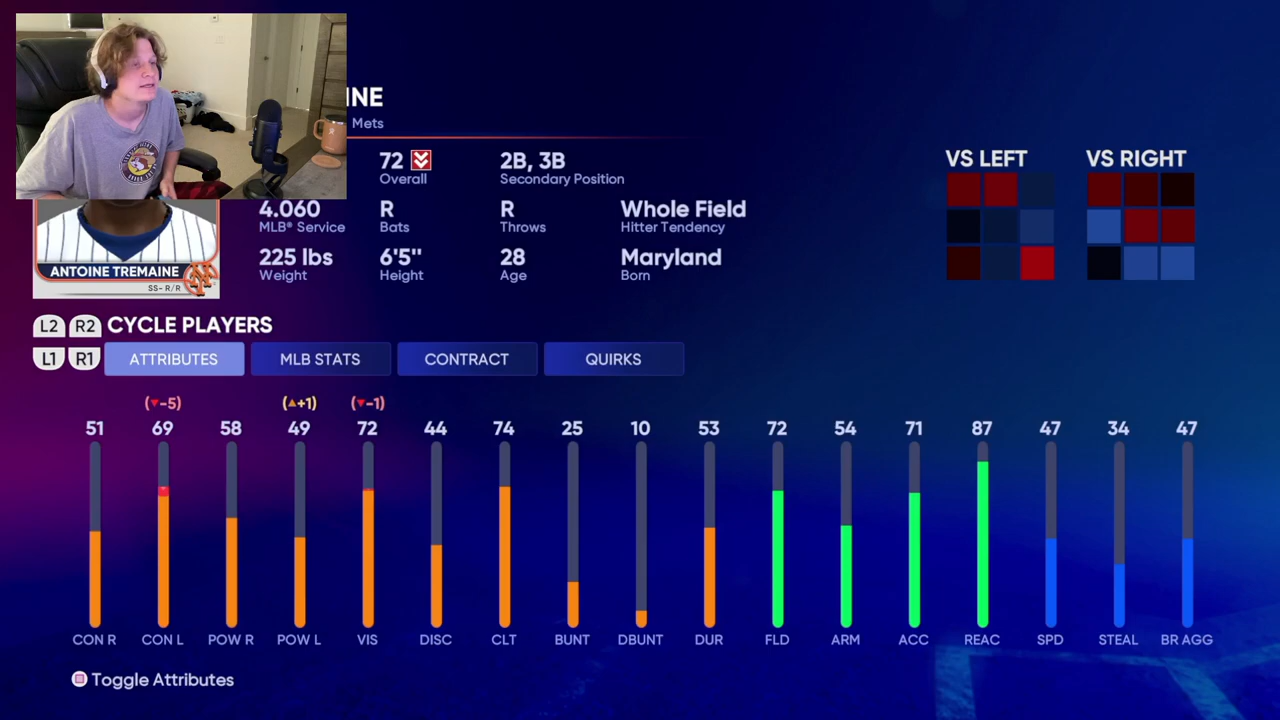 INE
Mets
72
Overall
2B, 3B
Secondary Position
4.060
MLB® Service
R
Bats
R
Throws
Whole Field
Hitter Tendency
225 lbs
Weight
6'5"
Height
28
Age
Maryland
Born
VS LEFT
VS RIGHT
ANTOINE TREMAINE
SS- R/R
L2 R2 CYCLE PLAYERS
L1 R1 ATTRIBUTES MLB STATS CONTRACT QUIRKS
(▼-5) (▲+1) (▼-1)
51 69 58 49 72 44 74 25 10 53 72 54 71 87 47 34 47
CON R CON L POW R POW L VIS DISC CLT BUNT DBUNT DUR FLD ARM ACC REAC SPD STEAL BR AGG
Toggle Attributes